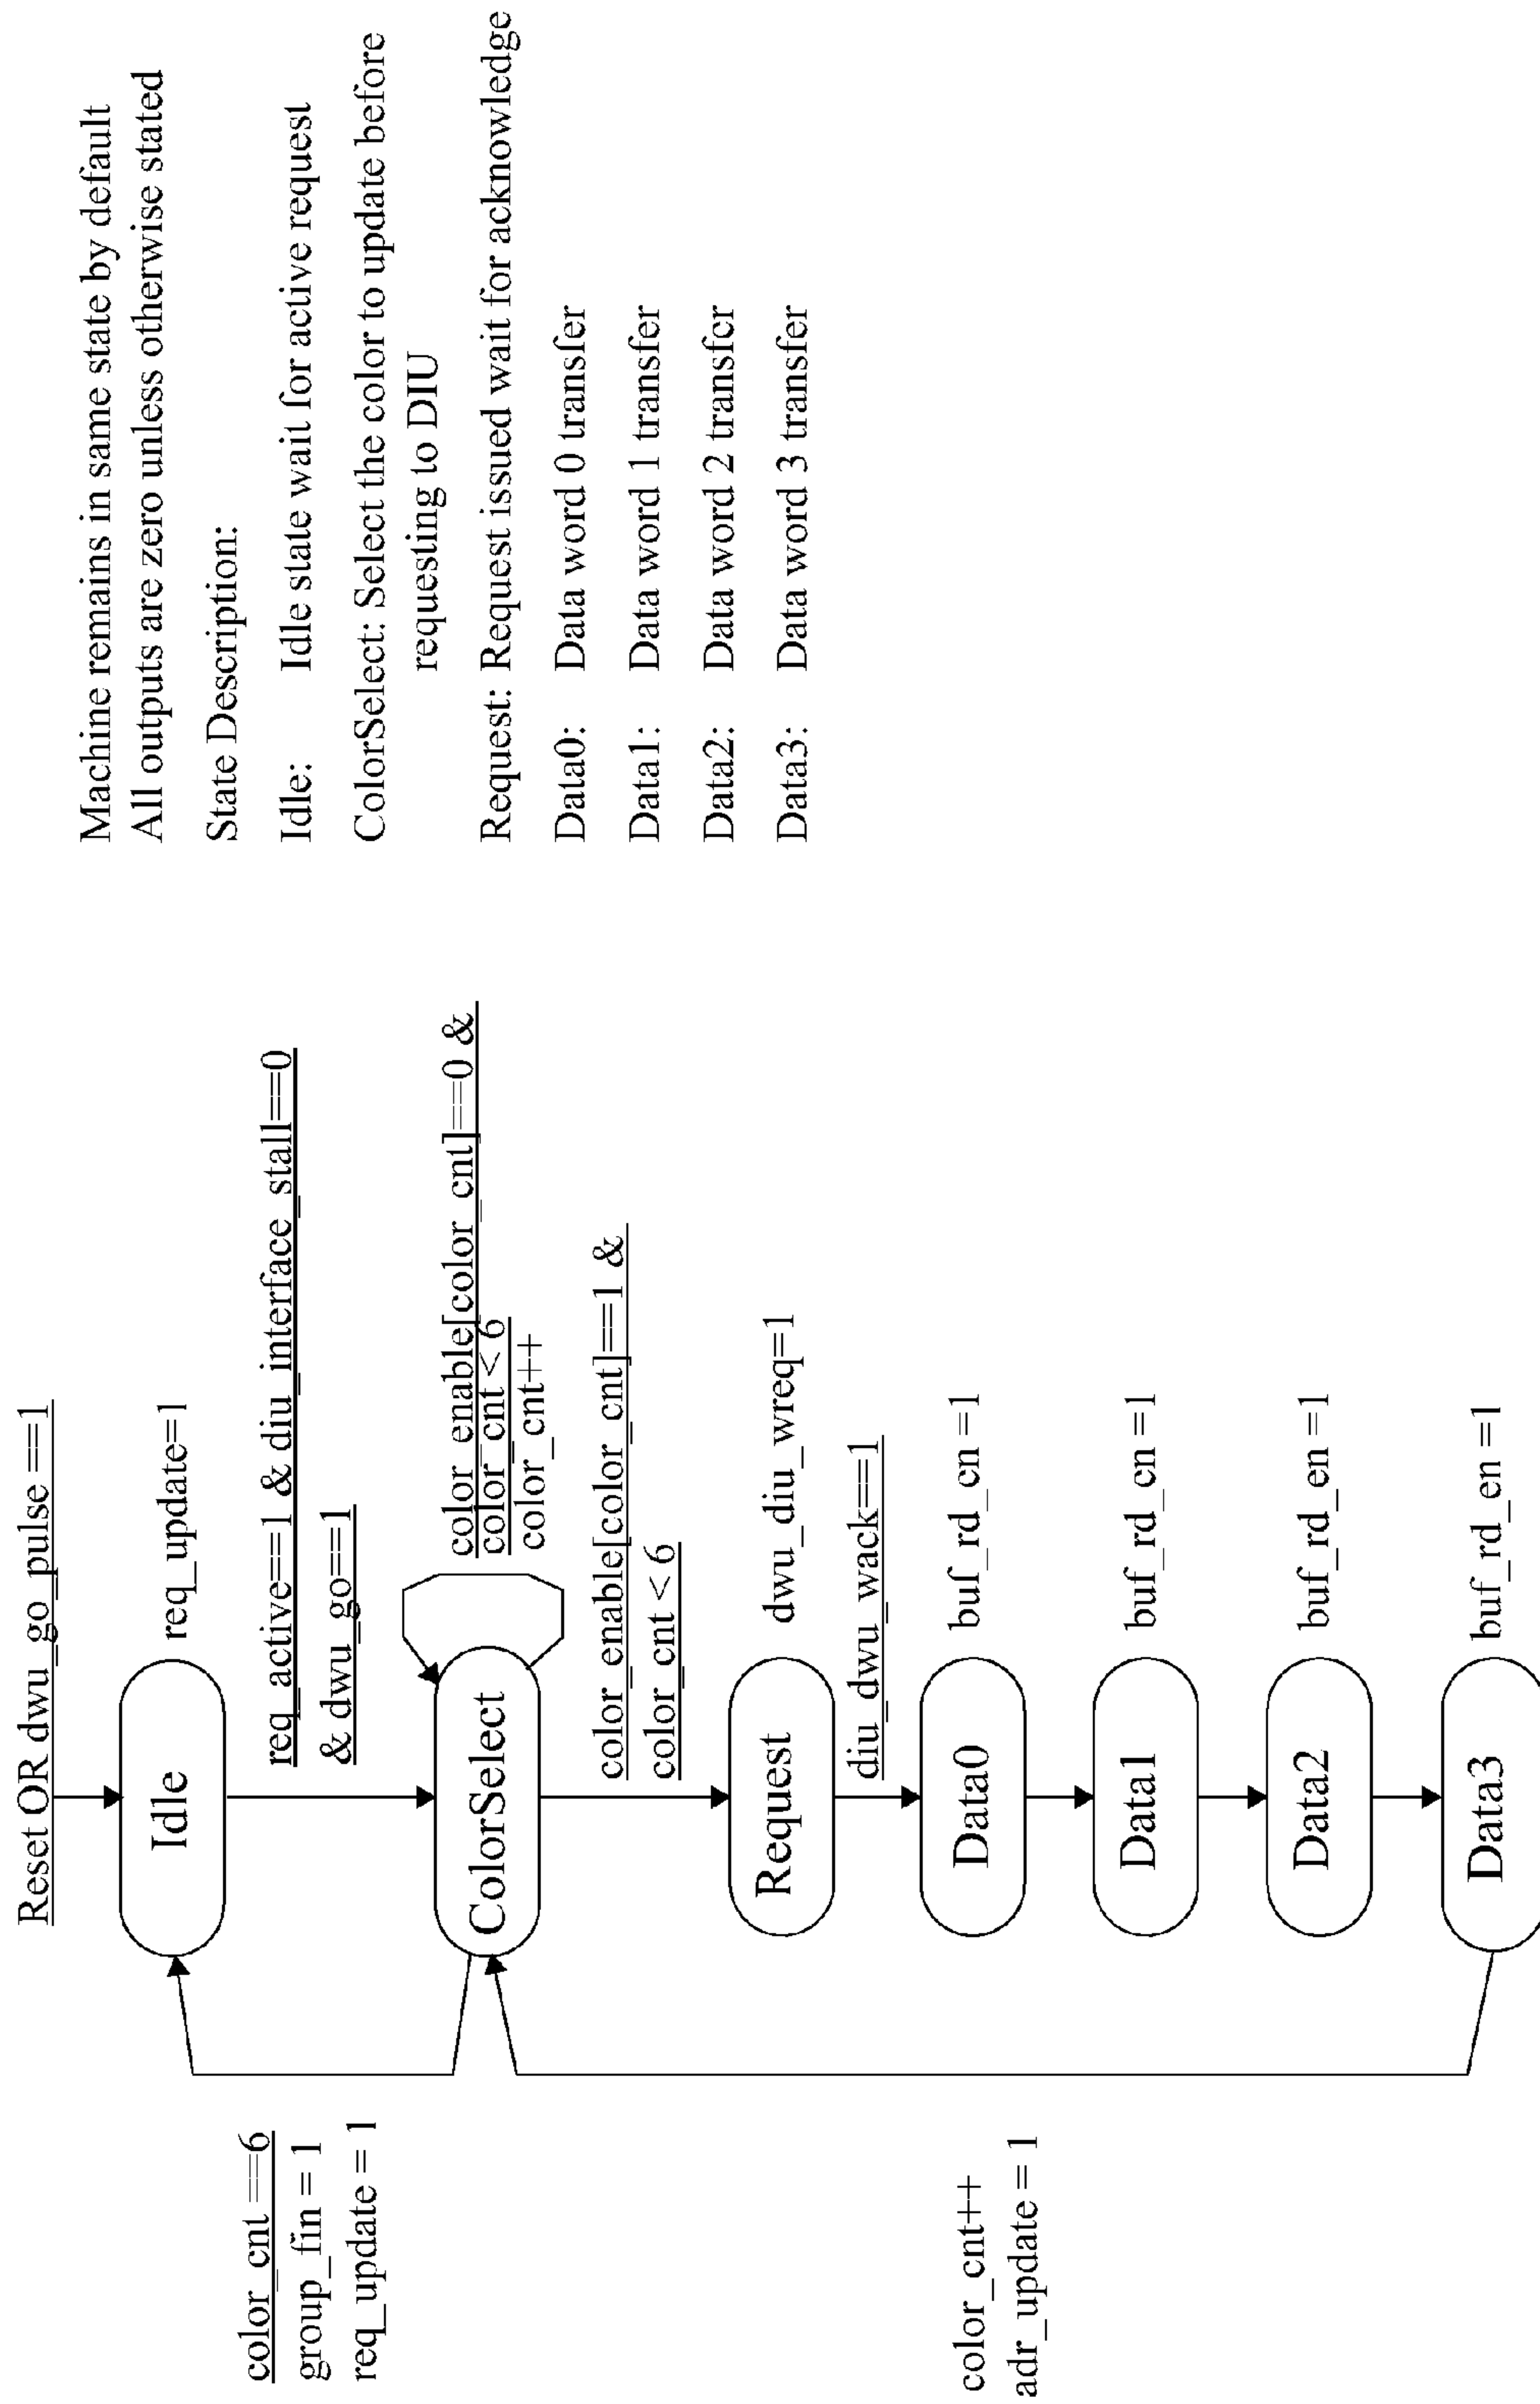 Machine remains in same state by default
All outputs are zero unless otherwise stated
State Description:
Idle: Idle state wait for active request
ColorSelect: Select the color to update before
requesting to DIU
Request: Request issued wait for acknowledge
Data0: Data word 0 transfer
Data1: Data word 1 transfer
Data2: Data word 2 transfer
Data3: Data word 3 transfer
Reset OR dwu_go_pulse ==1
Idle
req_update=1
req_active==1 & diu_interface_stall==0
& dwu_go==1
color_cnt ==6
group_fin = 1
req_update = 1
ColorSelect
color_enable[color_cnt]==0 &
color_cnt < 6
color_cnt++
color_enable[color_cnt]==1 &
color_cnt < 6
Request
dwu_diu_wreq=1
diu_dwu_wack==1
Data0
buf_rd_en =1
Data1
buf_rd_en =1
Data2
buf_rd_en =1
Data3
buf_rd_en =1
color_cnt++
adr_update = 1